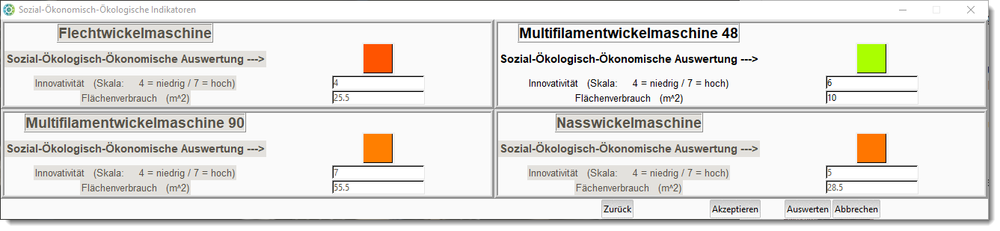 Sozial-Ökonomisch-Ökologische Indikatoren
Flechtwickelmaschine
Sozial-Ökologisch-Ökonomische Auswertung --->
Innovativität (Skala: 4 = niedrig / 7 = hoch) 4
Flächenverbrauch (m^2) 25.5
Multifilamentwickelmaschine 48
Sozial-Ökologisch-Ökonomische Auswertung --->
Innovativität (Skala: 4 = niedrig / 7 = hoch) 6
Flächenverbrauch (m^2) 10
Multifilamentwickelmaschine 90
Sozial-Ökologisch-Ökonomische Auswertung --->
Innovativität (Skala: 4 = niedrig / 7 = hoch) 7
Flächenverbrauch (m^2) 55.5
Nasswickelmaschine
Sozial-Ökologisch-Ökonomische Auswertung --->
Innovativität (Skala: 4 = niedrig / 7 = hoch) 5
Flächenverbrauch (m^2) 28.5
Zurück Akzeptieren Auswerten Abbrechen